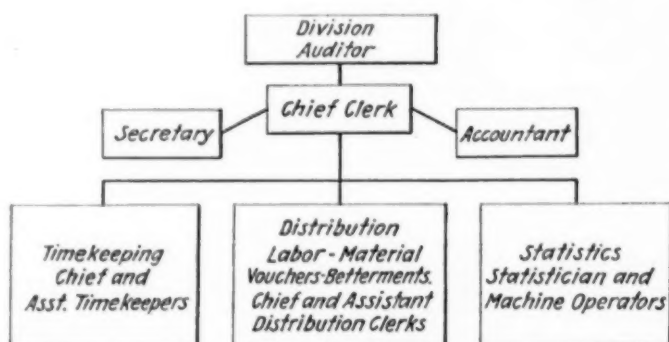 Division
Auditor
Chief Clerk
Secretary
Accountant
Timekeeping
Chief and
Asst. Timekeepers
Distribution
Labor - Material
Vouchers-Betterments.
Chief and Assistant
Distribution Clerks
Statistics
Statistician and
Machine Operators